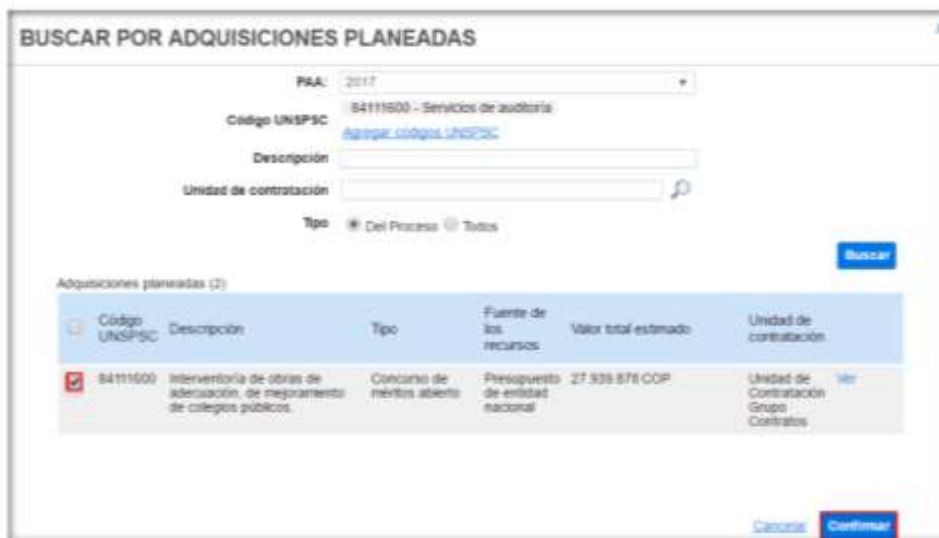 BUSCAR POR ADQUISICIONES PLANEADAS
PAA: 2017
Código UNSPSC 84111600 - Servicios de auditoría
Agregar códigos UNSPSC
Descripción
Unidad de contratación
Tipo Del Proceso Todos
Buscar
Adquisiciones planeadas (2)
Código UNSPSC Descripción Tipo Fuente de los recursos Valor total estimado Unidad de contratación
84111600 Interventoría de obras de adecuación, de mejoramiento de colegios públicos. Concurso de méritos abierto Presupuesto de entidad nacional 27.939.878 COP Unidad de Contratación Grupo Contratos Ver
Cancelar Confirmar